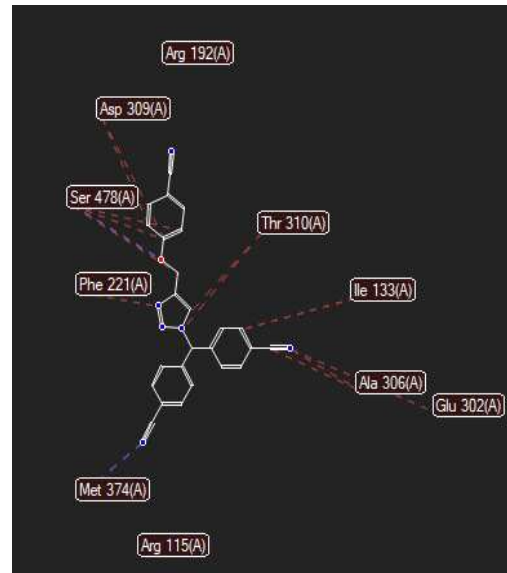 Arg 192(A)
Asp 309(A)
Ser 478(A)
Thr 310(A)
Phe 221(A)
Ile 133(A)
Ala 306(A)
Glu 302(A)
Met 374(A)
Arg 115(A)